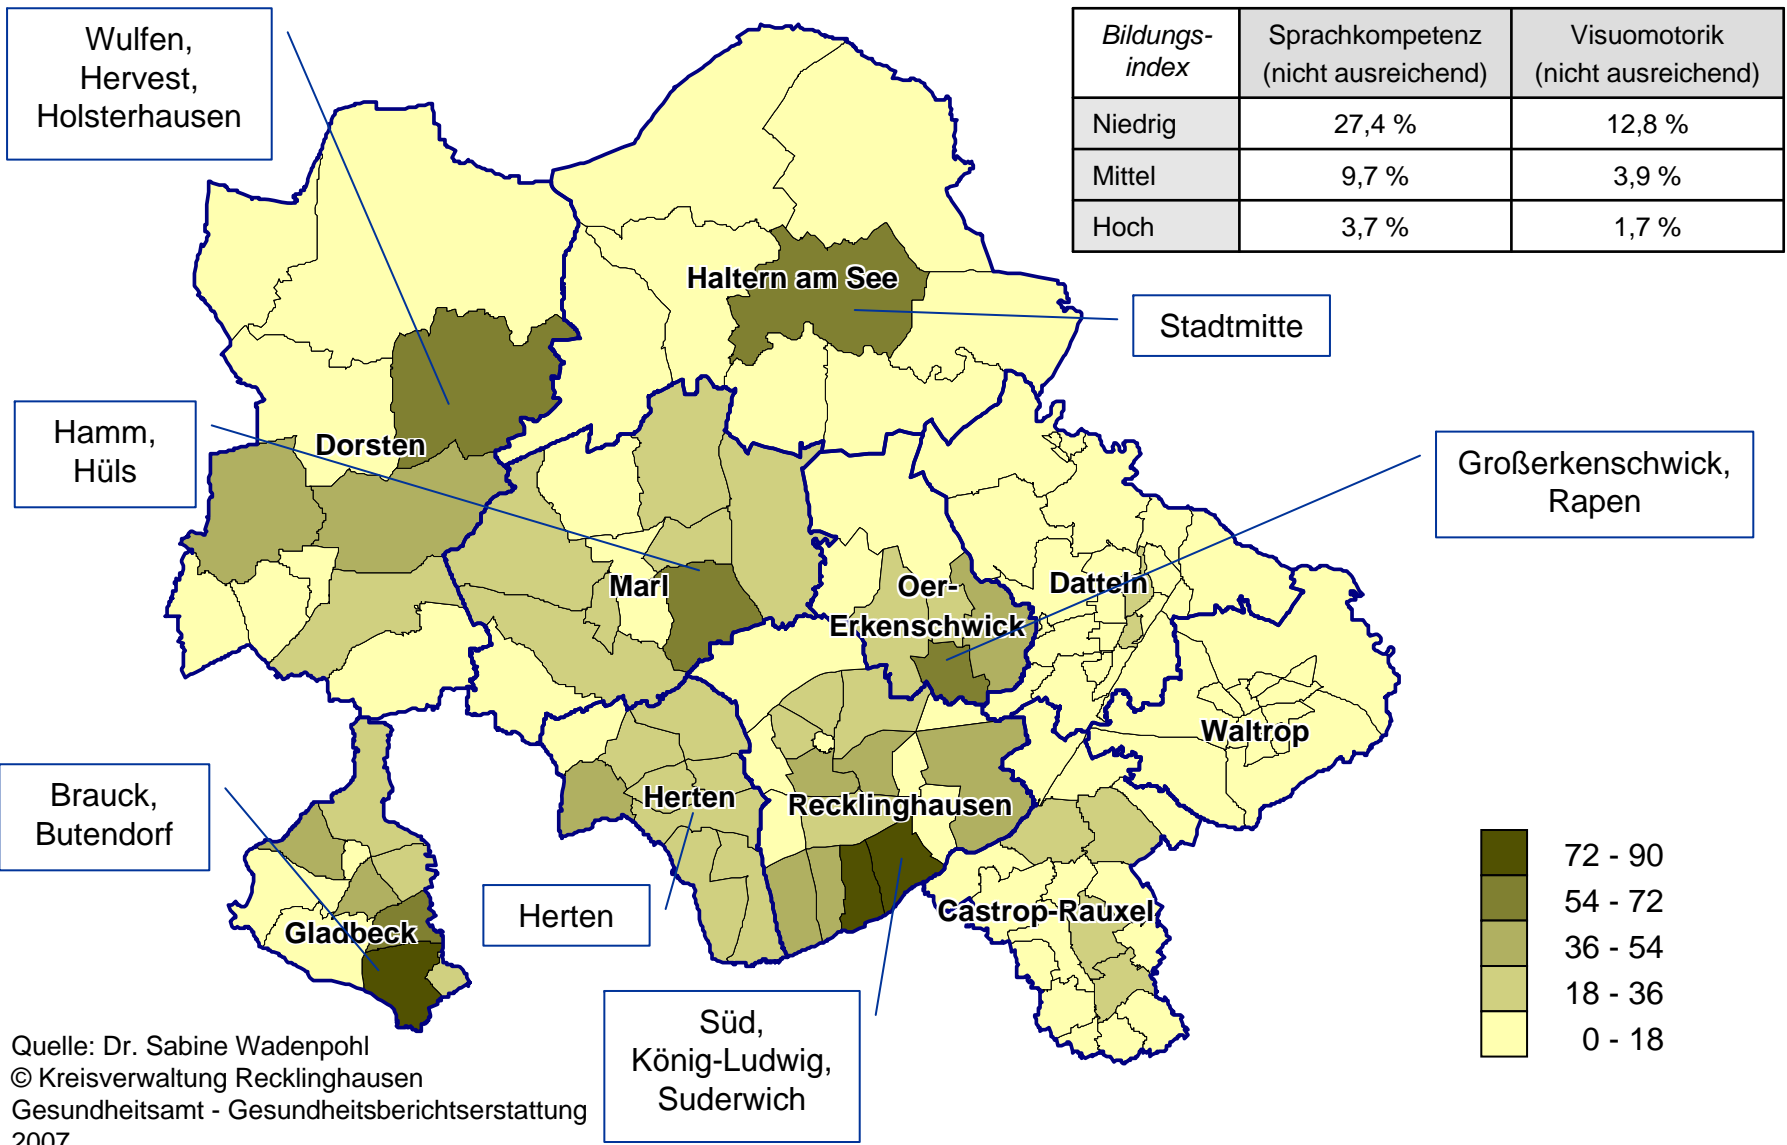 Wulfen,
Hervest,
Holsterhausen
Bildungs-
index
Sprachkompetenz
(nicht ausreichend)
Visuomotorik
(nicht ausreichend)
Niedrig
27,4 %
12,8 %
Mittel
9,7 %
3,9 %
Hoch
3,7 %
1,7 %
Haltern am See
Stadtmitte
Hamm,
Hüls
Dorsten
Großerkenschwick,
Rapen
Marl
Oer-
Erkenschwick
Datteln
Waltrop
Brauck,
Butendorf
Herten
Recklinghausen
Gladbeck
Herten
Castrop-Rauxel
72 - 90
54 - 72
36 - 54
18 - 36
0 - 18
Süd,
König-Ludwig,
Suderwich
Quelle: Dr. Sabine Wadenpohl
© Kreisverwaltung Recklinghausen
Gesundheitsamt - Gesundheitsberichtserstattung
2007